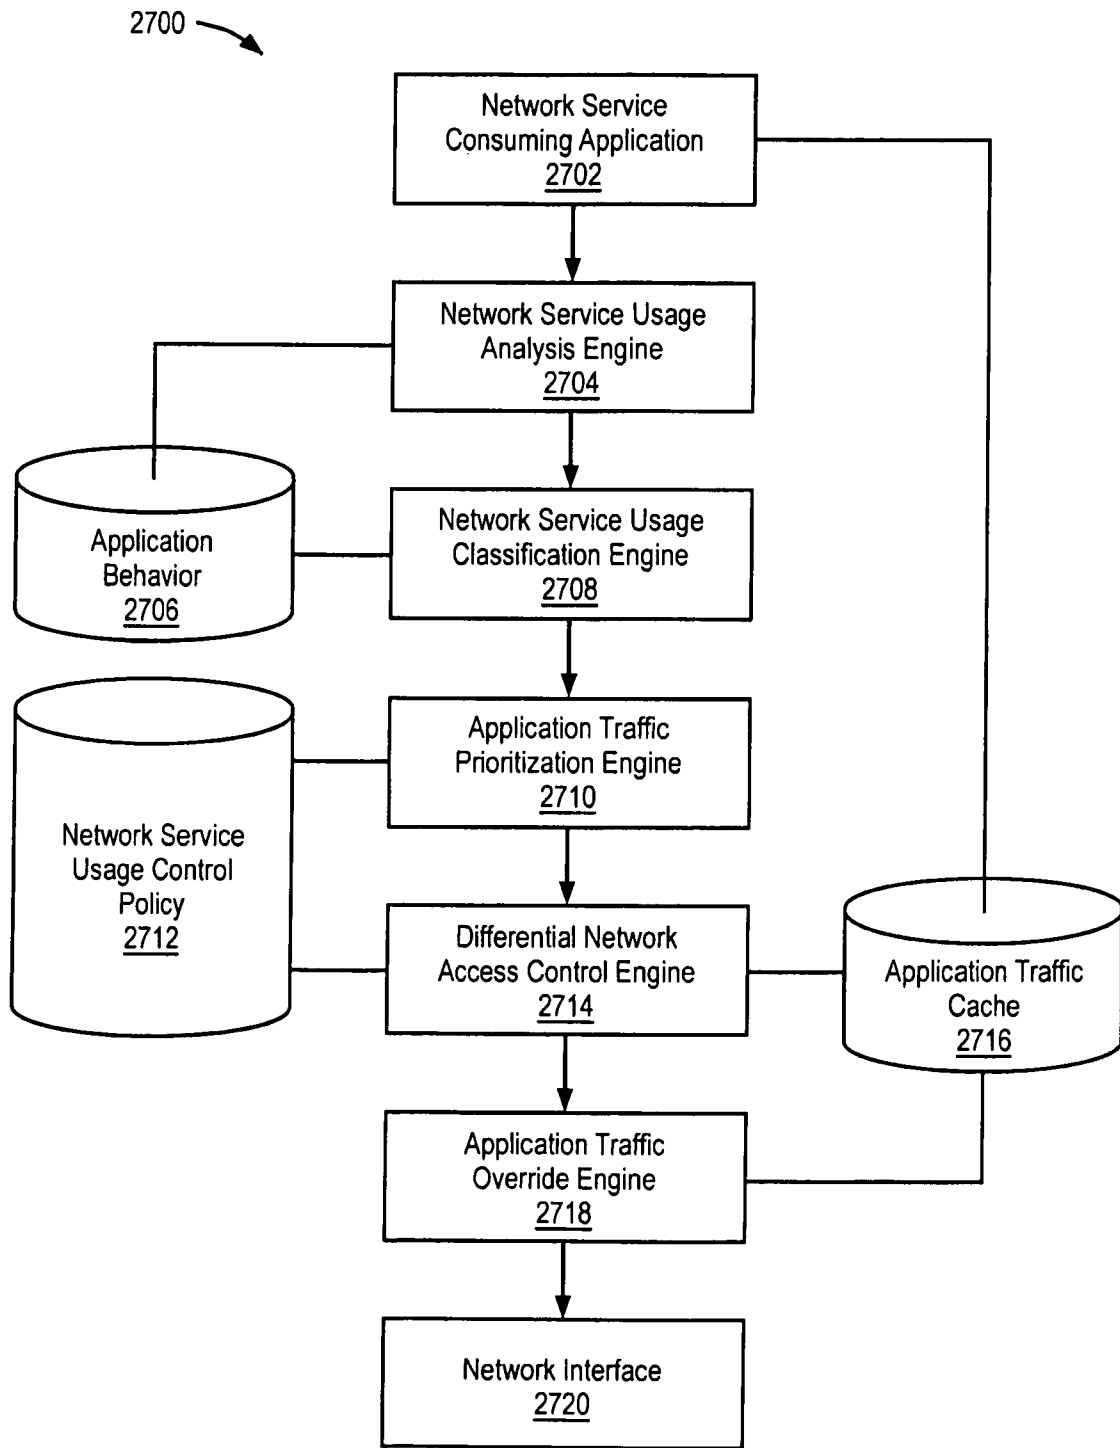 2700
Network Service
Consuming Application
2702
Network Service Usage
Analysis Engine
2704
Application
Behavior
2706
Network Service Usage
Classification Engine
2708
Application Traffic
Prioritization Engine
2710
Network Service
Usage Control
Policy
2712
Differential Network
Access Control Engine
2714
Application Traffic
Cache
2716
Application Traffic
Override Engine
2718
Network Interface
2720